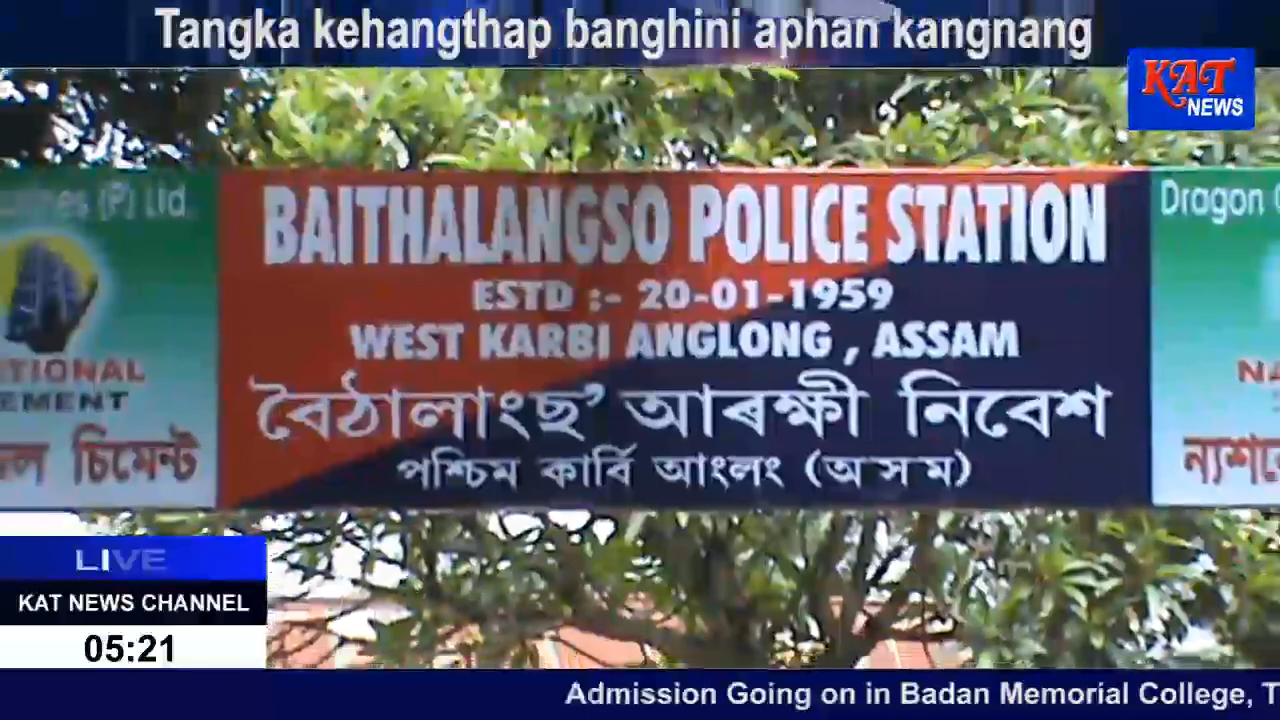 Tangka kehangthap banghini aphan kangnang
KAT
NEWS
(P) Ltd.
BAITHALANGSO POLICE STATION
Dragon
ESTD :- 20-01-1959
WEST KARBI ANGLONG , ASSAM
বৈঠালাংছ’ আৰক্ষী নিবেশ
পশ্চিম কাৰ্বি আংলং (অসম)
চিমেন্ট
LIVE
KAT NEWS CHANNEL
05:21
Admission Going on in Badan Memorial College,